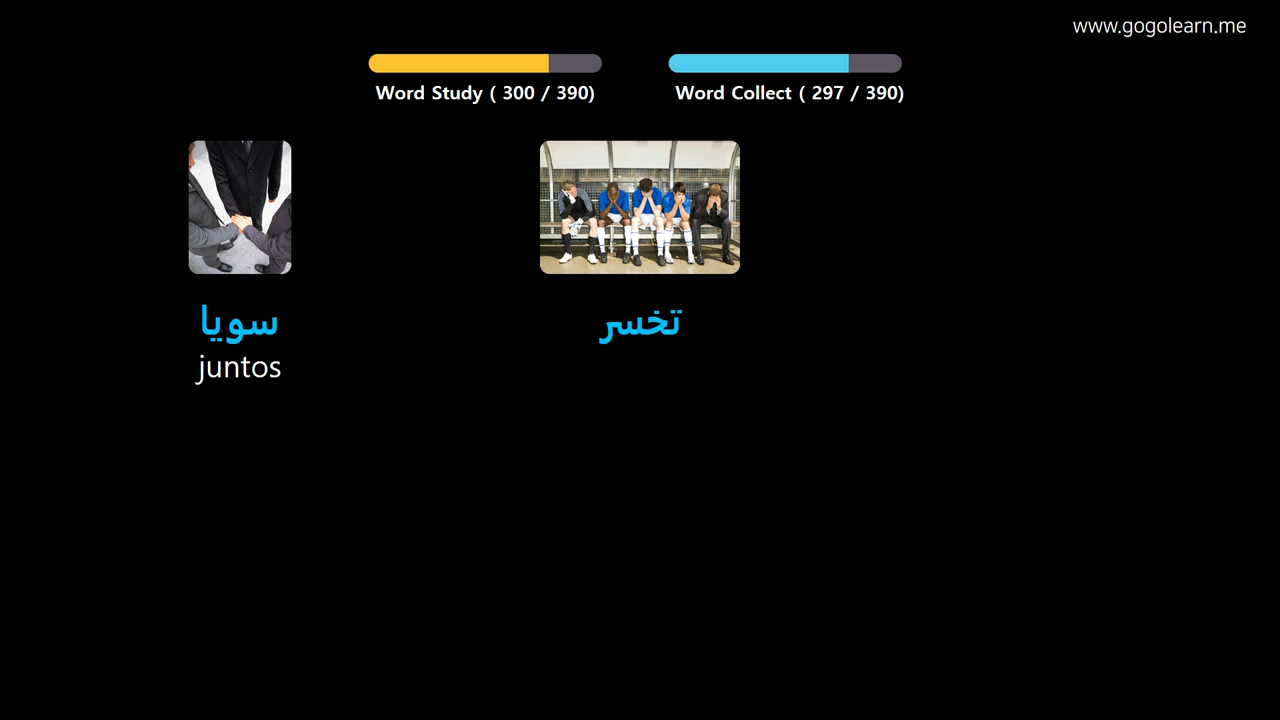 www.gogolearn.me
Word Study ( 300 / 390)
Word Collect ( 297 / 390)
سويا
juntos
تخسر